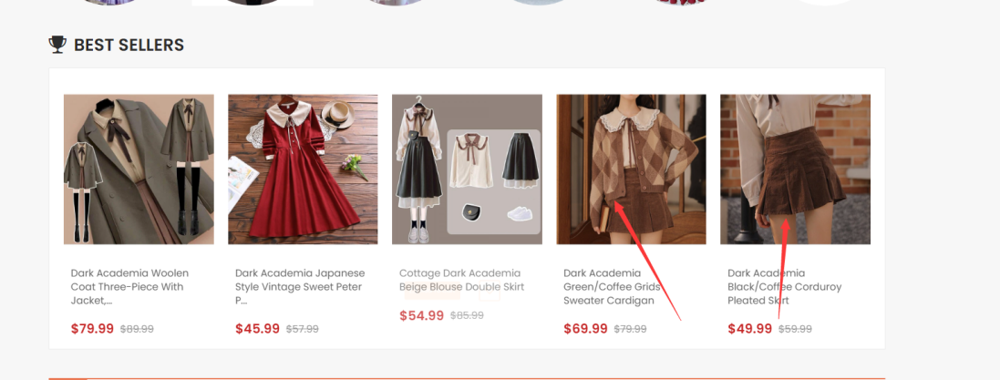 BEST SELLERS
Dark Academia Woolen
Coat Three-Piece With
Jacket,...
$79.99 $89.99
Dark Academia Japanese
Style Vintage Sweet Peter
P...
$45.99 $57.99
Cottage Dark Academia
Beige Blouse Double Skirt
$54.99 $85.99
Dark Academia
Green/Coffee Grids
Sweater Cardigan
$69.99 $79.99
Dark Academia
Black/Coffee Corduroy
Pleated Skirt
$49.99 $59.99